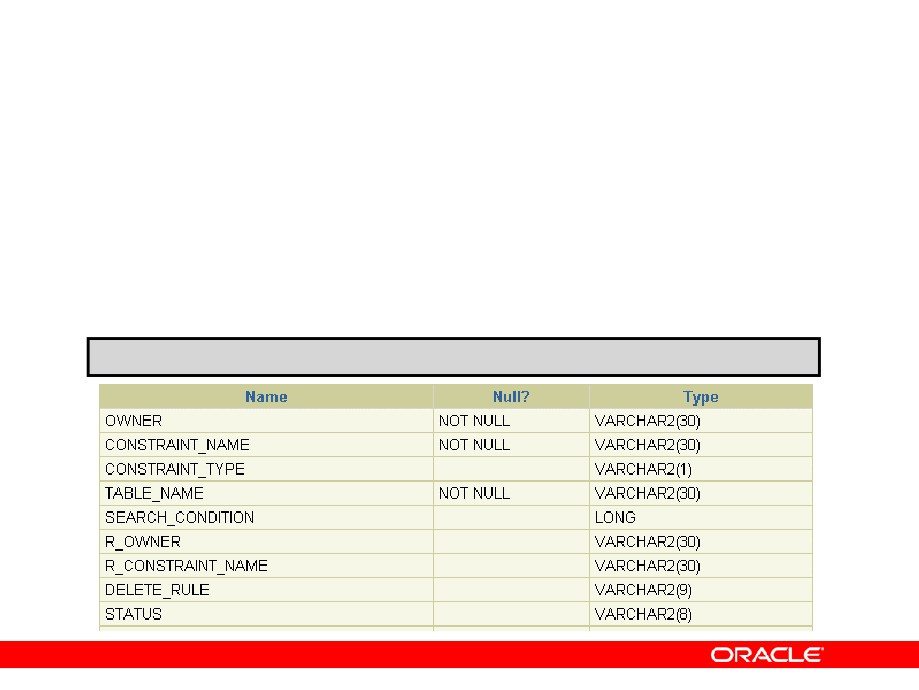 Name Null? Type
OWNER NOT NULL VARCHAR2(30)
CONSTRAINT_NAME NOT NULL VARCHAR2(30)
CONSTRAINT_TYPE VARCHAR2(1)
TABLE_NAME NOT NULL VARCHAR2(30)
SEARCH_CONDITION LONG
R_OWNER VARCHAR2(30)
R_CONSTRAINT_NAME VARCHAR2(30)
DELETE_RULE VARCHAR2(9)
STATUS VARCHAR2(8)
ORACLE